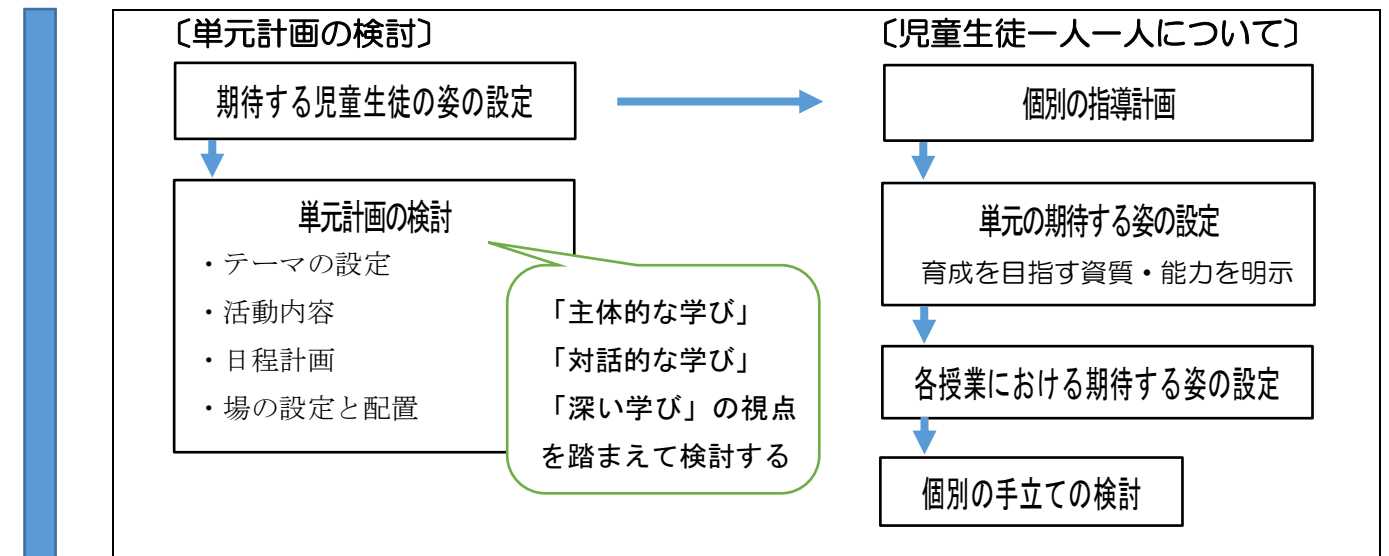 〔単元計画の検討〕
期待する児童生徒の姿の設定
単元計画の検討
・テーマの設定
・活動内容
・日程計画
・場の設定と配置
「主体的な学び」
「対話的な学び」
「深い学び」の視点
を踏まえて検討する
〔児童生徒一人一人について〕
個別の指導計画
単元の期待する姿の設定
育成を目指す資質・能力を明示
各授業における期待する姿の設定
個別の手立ての検討